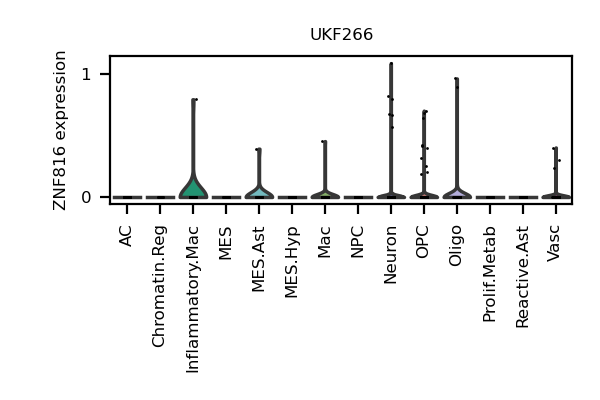 UKF266
ZNF816 expression
1
0
AC
Chromatin.Reg
Inflammatory.Mac
MES
MES.Ast
MES.Hyp
Mac
NPC
Neuron
OPC
Oligo
Prolif.Metab
Reactive.Ast
Vasc